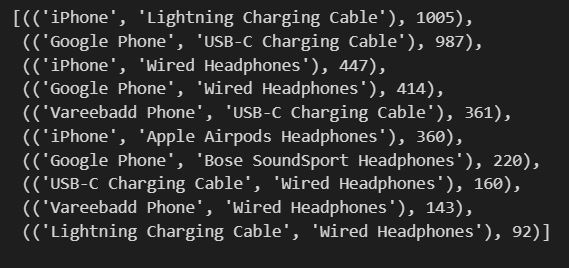 [(('iPhone', 'Lightning Charging Cable'), 1005),
(('Google Phone', 'USB-C Charging Cable'), 987),
(('iPhone', 'Wired Headphones'), 447),
(('Google Phone', 'Wired Headphones'), 414),
(('Vareebadd Phone', 'USB-C Charging Cable'), 361),
(('iPhone', 'Apple Airpods Headphones'), 360),
(('Google Phone', 'Bose SoundSport Headphones'), 220),
(('USB-C Charging Cable', 'Wired Headphones'), 160),
(('Vareebadd Phone', 'Wired Headphones'), 143),
(('Lightning Charging Cable', 'Wired Headphones'), 92)]